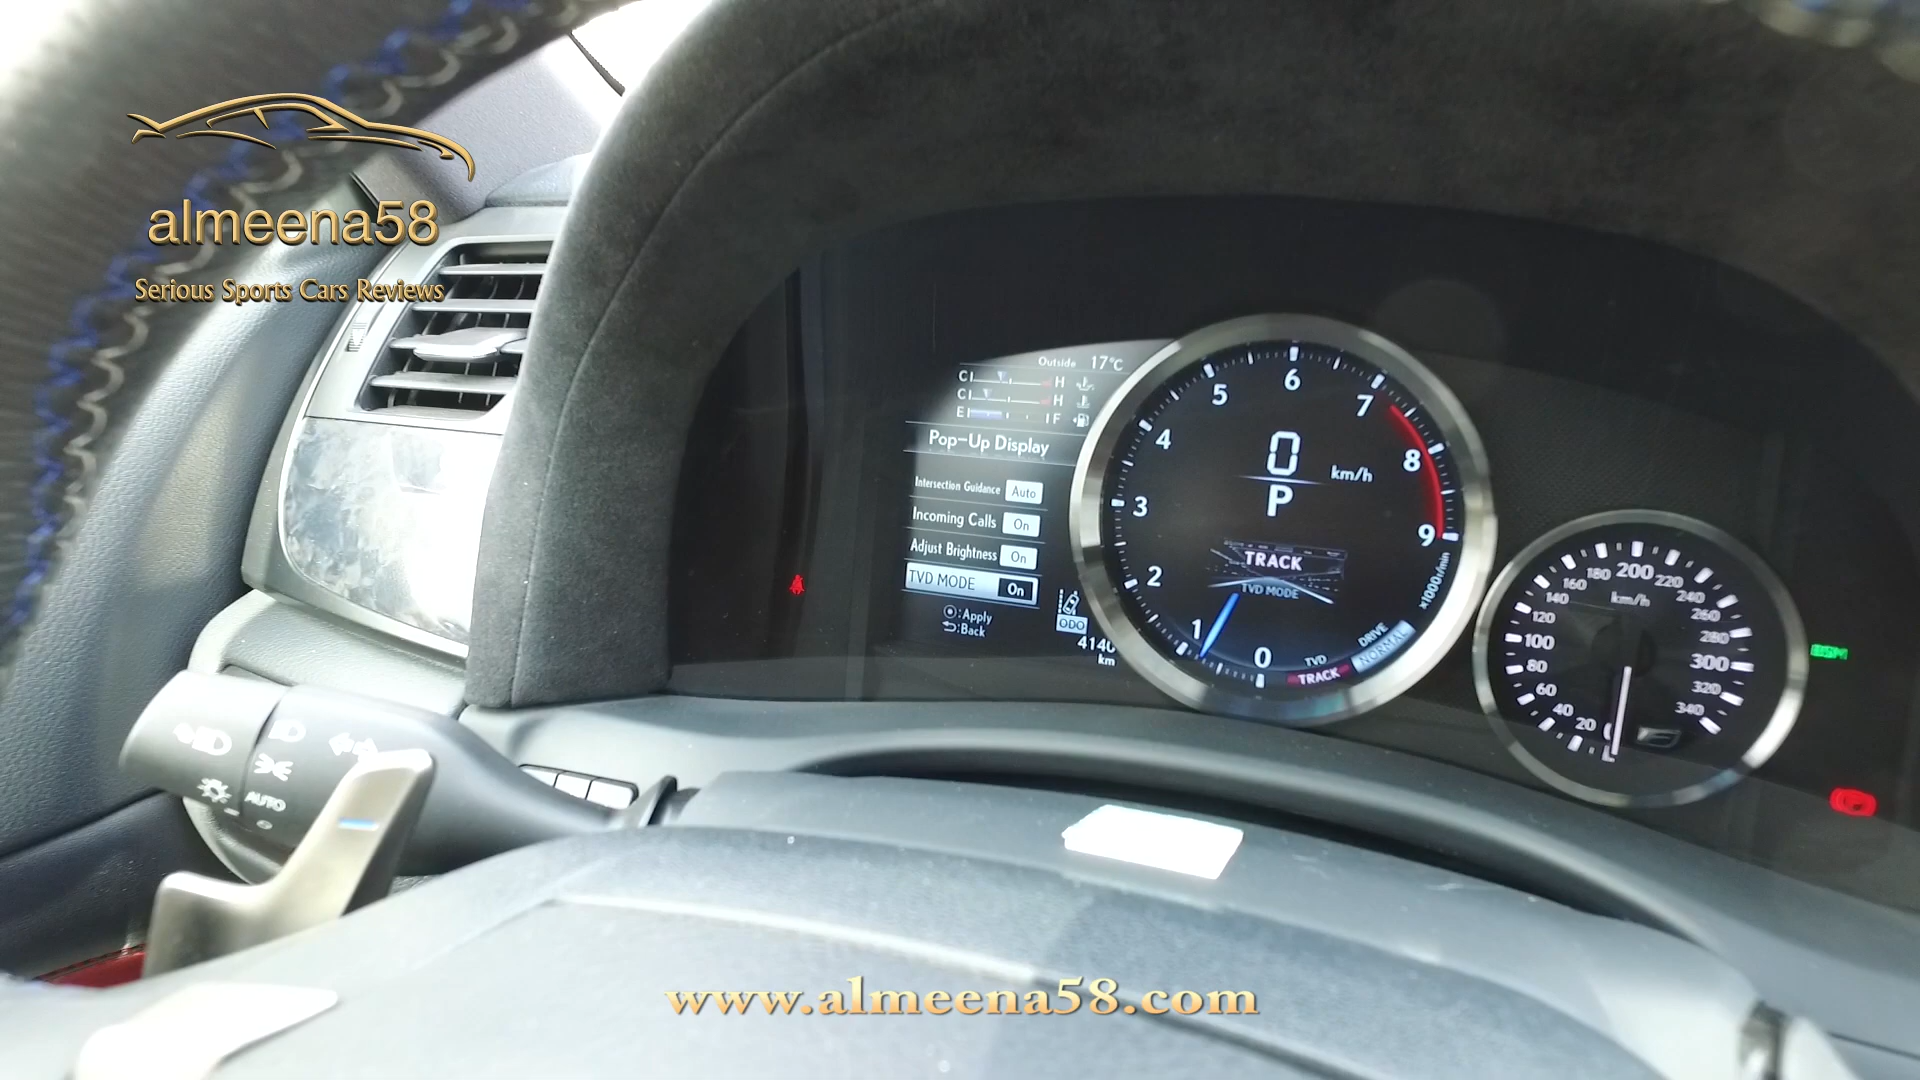 almeena58
Serious Sports Cars Reviews
Outside 17°C
C H
C H
E F
Pop-Up Display
Intersection Guidance Auto
Incoming Calls On
Adjust Brightness On
TVD MODE On
:Apply
:Back
ODO
4140
km
0 1 2 3 4 5 6 7 8 9
x1000r/min
0 km/h
P
TRACK
TVD MODE
TVD
TRACK
DRIVE
NORMAL
km/h
0 20 40 60 80 100 120 140 160 180 200 220 240 260 280 300 320 340
AUTO
www.almeena58.com